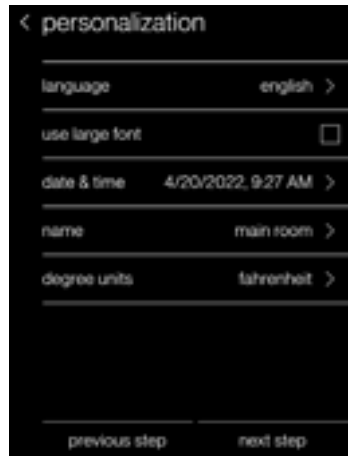 < personalization
language english >
use large font
date & time 4/20/2022, 9:27 AM >
name main room >
degree units fahrenheit >
previous step next step